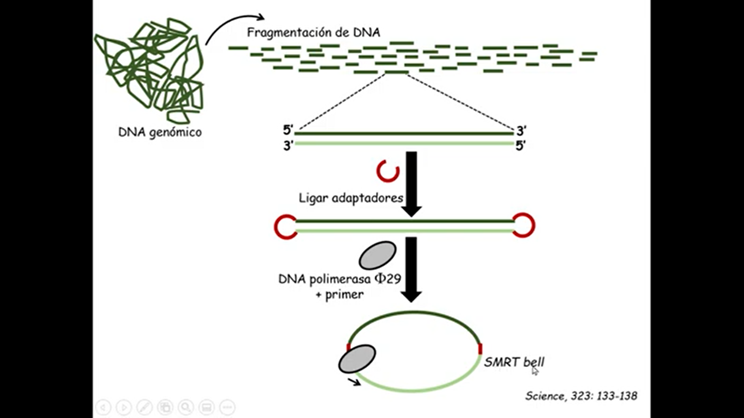 Fragmentación de DNA
DNA genómico
5' 3'
3' 5'
Ligar adaptadores
DNA polimerasa Φ29
+ primer
SMRT bell
Science, 323: 133-138